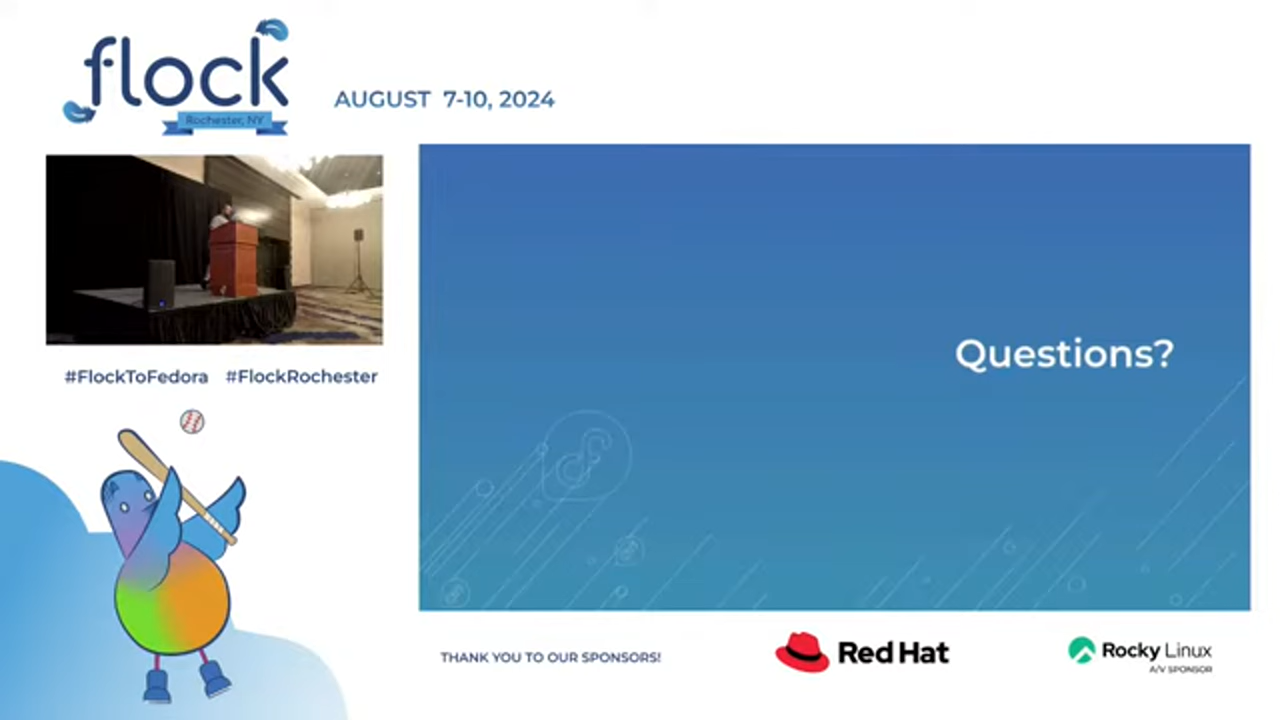 flock
Rochester, NY
AUGUST 7-10, 2024
#FlockToFedora #FlockRochester
Questions?
THANK YOU TO OUR SPONSORS!
Red Hat
Rocky Linux
A/V SPONSOR